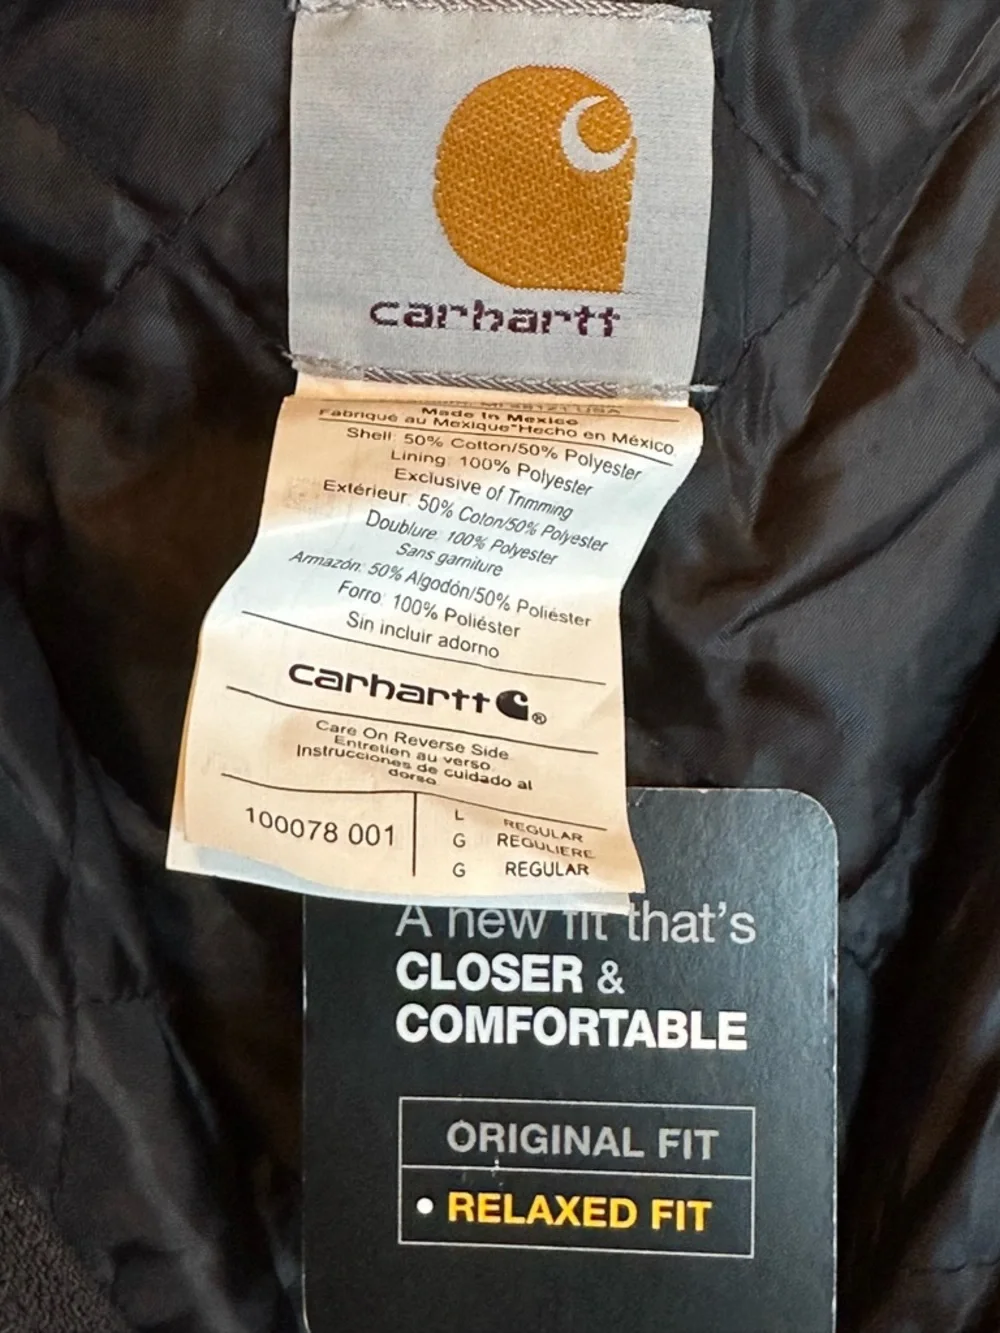 carhartt
Made in Mexico
Fabriqué au Mexique*Hecho en México
Shell: 50% Cotton/50% Polyester
Lining: 100% Polyester
Exclusive of Trimming
Extérieur: 50% Coton/50% Polyester
Doublure: 100% Polyester
Sans garniture
Armazón: 50% Algodón/50% Poliéster
Forro: 100% Poliéster
Sin incluir adorno
carhartt ®
Care On Reverse Side
Entretien au verso
Instrucciones de cuidado al
dorso
100078 001
L REGULAR
G REGULIERE
G REGULAR
A new fit that's
CLOSER &
COMFORTABLE
ORIGINAL FIT
• RELAXED FIT